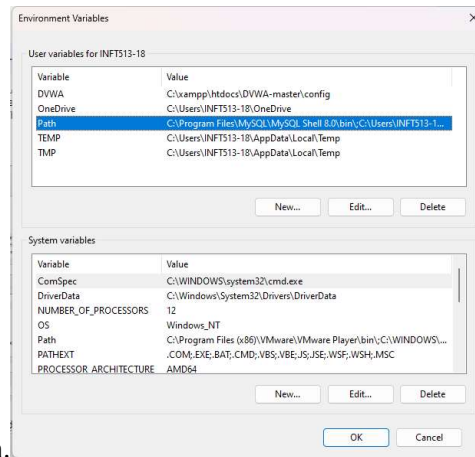 Environment Variables
User variables for INFT513-18
Variable Value
DVWA C:\xampp\htdocs\DVWA-master\config
OneDrive C:\Users\INFT513-18\OneDrive
Path C:\Program Files\MySQL\MySQL Shell 8.0\bin\;C:\Users\INFT513-1...
TEMP C:\Users\INFT513-18\AppData\Local\Temp
TMP C:\Users\INFT513-18\AppData\Local\Temp
New... Edit... Delete
System variables
Variable Value
ComSpec C:\WINDOWS\system32\cmd.exe
DriverData C:\Windows\System32\Drivers\DriverData
NUMBER_OF_PROCESSORS 12
OS Windows_NT
Path C:\Program Files (x86)\VMware\VMware Player\bin\;C:\WINDOWS\...
PATHEXT .COM;.EXE;.BAT;.CMD;.VBS;.VBE;.JS;.JSE;.WSF;.WSH;.MSC
PROCESSOR_ARCHITECTURE AMD64
New... Edit... Delete
OK Cancel